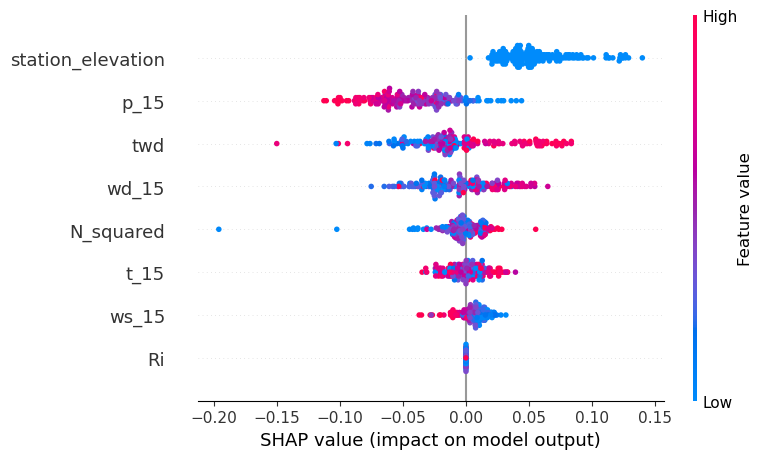 High
station_elevation
p_15
twd
wd_15
N_squared
t_15
ws_15
Ri
Feature value
Low
−0.20 −0.15 −0.10 −0.05 0.00 0.05 0.10 0.15
SHAP value (impact on model output)